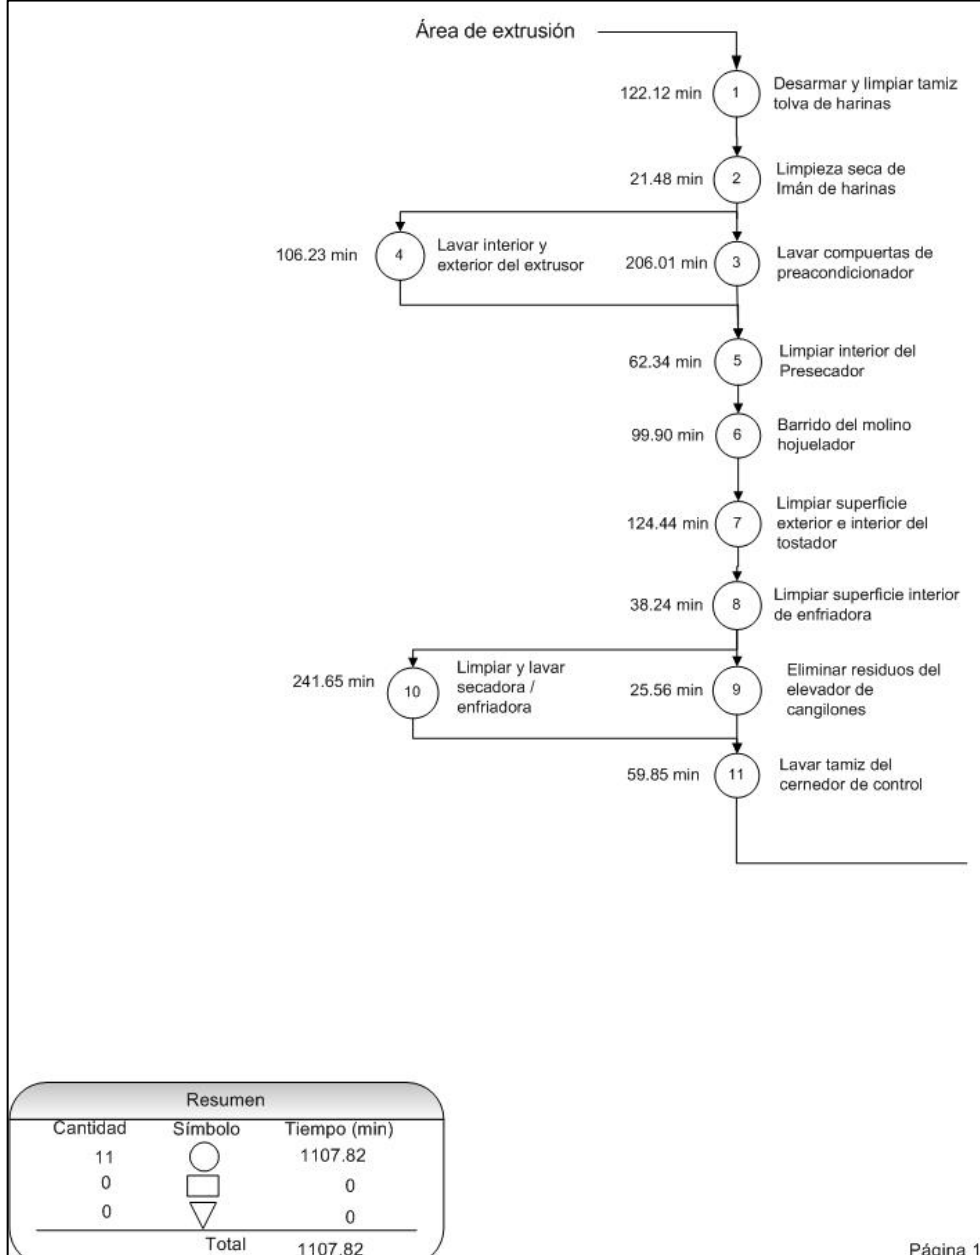 Área de extrusión
122.12 min
1
Desarmar y limpiar tamiz
tolva de harinas
21.48 min
2
Limpieza seca de
Imán de harinas
106.23 min
4
Lavar interior y
exterior del extrusor
206.01 min
3
Lavar compuertas de
preacondicionador
62.34 min
5
Limpiar interior del
Presecador
99.90 min
6
Barrido del molino
hojuelador
124.44 min
7
Limpiar superficie
exterior e interior del
tostador
38.24 min
8
Limpiar superficie interior
de enfriadora
241.65 min
10
Limpiar y lavar
secadora /
enfriadora
25.56 min
9
Eliminar residuos del
elevador de
cangilones
59.85 min
11
Lavar tamiz del
cernedor de control
Resumen
Cantidad Símbolo Tiempo (min)
11 1107.82
0 0
0 0
Total 1107.82
Página 1